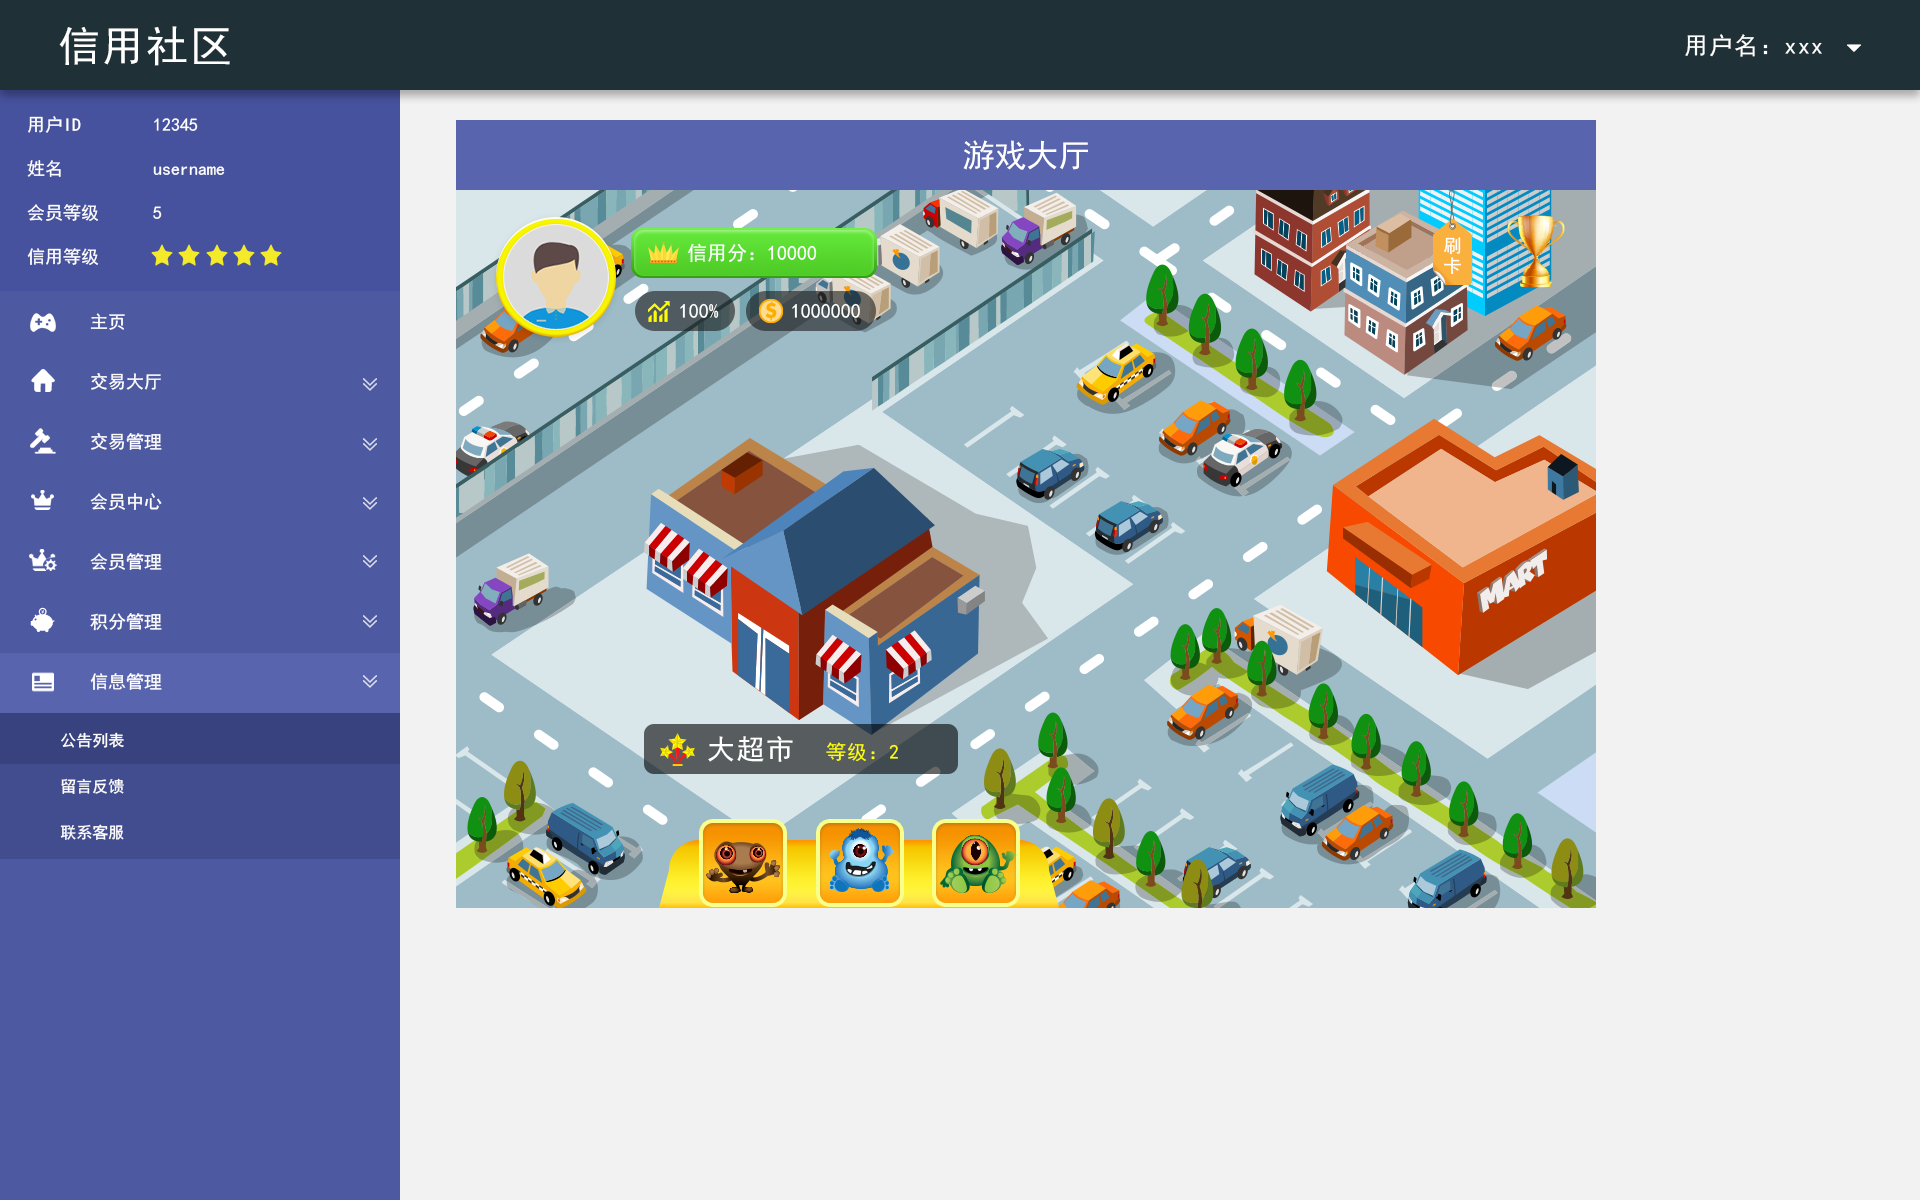 信用社区
用户名：xxx
用户ID 12345
姓名 username
会员等级 5
信用等级
主页
交易大厅
交易管理
会员中心
会员管理
积分管理
信息管理
公告列表
留言反馈
联系客服
游戏大厅
信用分：10000
100% 1000000
刷卡
MART
大超市 等级：2